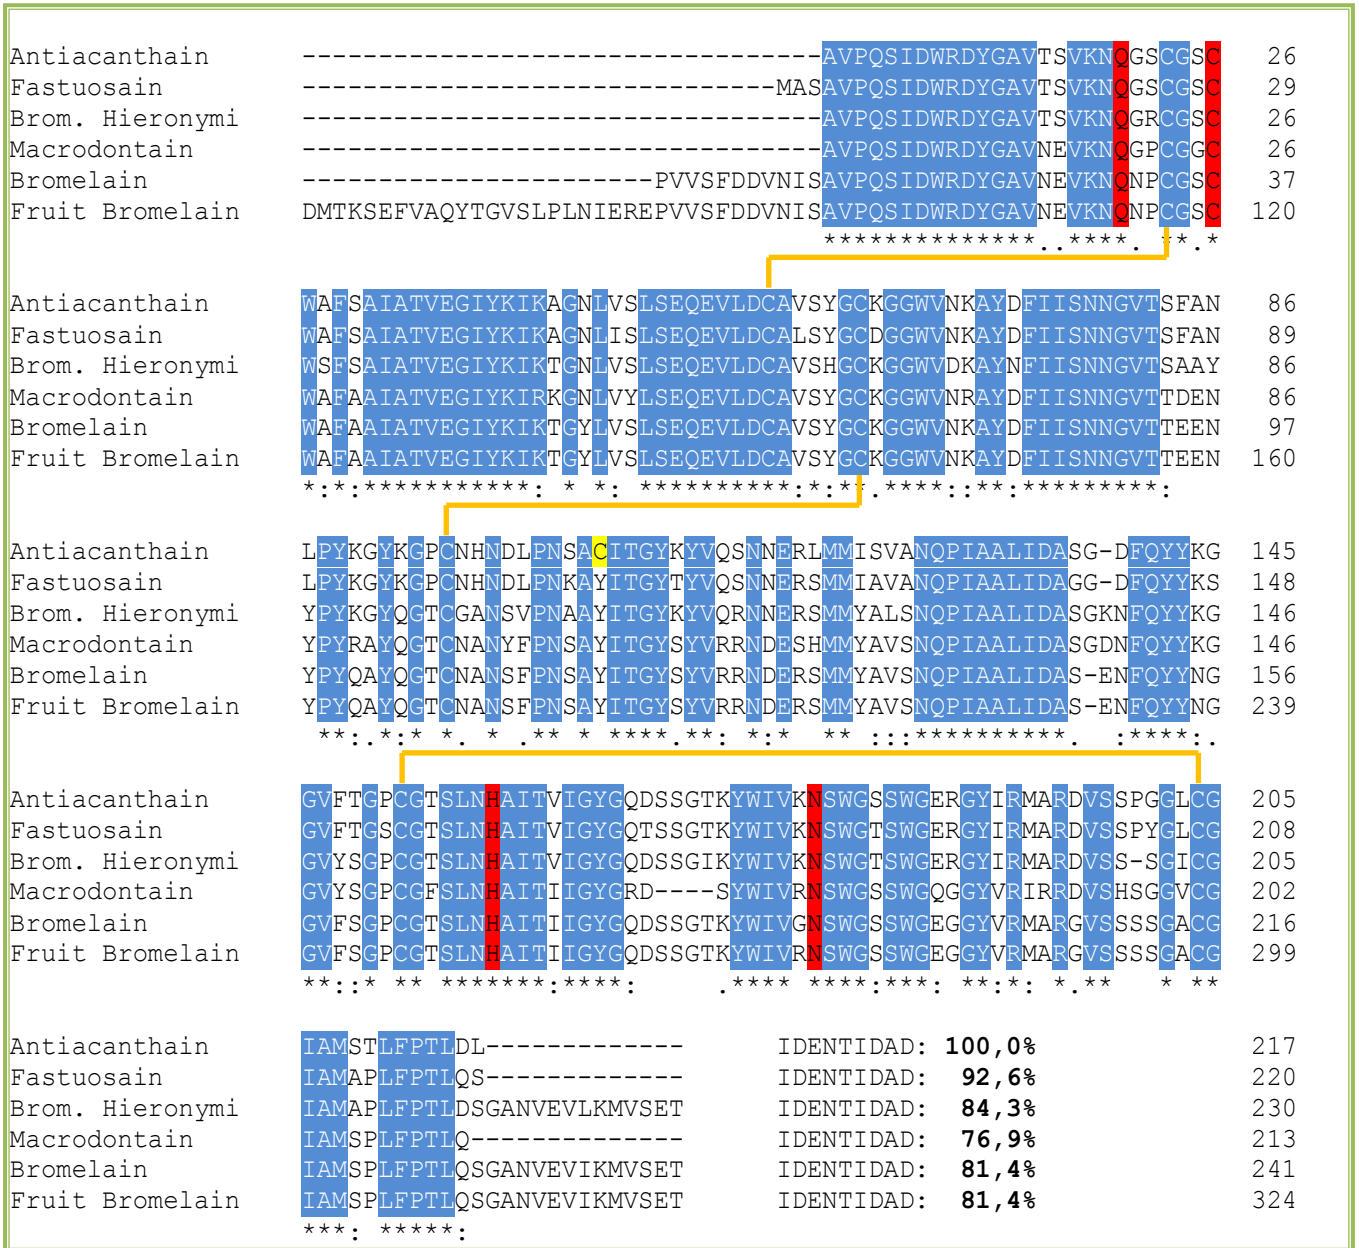 Antiacanthain ----------------------------------AVPQSIDWRDYGAVTSVKNQGSCGSC 26
Fastuosain -------------------------------MASAVPQSIDWRDYGAVTSVKNQGSCGSC 29
Brom. Hieronymi ----------------------------------AVPQSIDWRDYGAVTSVKNQGRCGSC 26
Macrodontain ----------------------------------AVPQSIDWRDYGAVNEVKNQGPCGGC 26
Bromelain -----------------------PVVSFDDVNISAVPQSIDWRDYGAVNEVKNQNPCGSC 37
Fruit Bromelain DMTKSEFVAQYTGVSLPLNIEREPVVSFDDVNISAVPQSIDWRDYGAVNEVKNQNPCGSC 120
**************..****. **.*
Antiacanthain WAFSAIATVEGIYKIKAGNLVSLSEQEVLDCAVSYGCKGGWVNKAYDFIISNNGVTSFAN 86
Fastuosain WAFSAIATVEGIYKIKAGNLISLSEQEVLDCALSYGCDGGWVNKAYDFIISNNGVTSFAN 89
Brom. Hieronymi WSFSAIATVEGIYKIKTGNLVSLSEQEVLDCAVSHGCKGGWVDKAYNFIISNNGVTSAAY 86
Macrodontain WAFAAIATVEGIYKIRKGNLVYLSEQEVLDCAVSYGCKGGWVNRAYDFIISNNGVTTDEN 86
Bromelain WAFAAIATVEGIYKIKTGYLVSLSEQEVLDCAVSYGCKGGWVNKAYDFIISNNGVTTEEN 97
Fruit Bromelain WAFAAIATVEGIYKIKTGYLVSLSEQEVLDCAVSYGCKGGWVNKAYDFIISNNGVTTEEN 160
*:*:***********: * *: **********:*:**.****::**:*********:
Antiacanthain LPYKGYKGPCNHNDLPNSACITGYKYVQSNNERLMMISVANQPIAALIDASG-DFQYYKG 145
Fastuosain LPYKGYKGPCNHNDLPNKAYITGYTYVQSNNERSMMIAVANQPIAALIDAGG-DFQYYKS 148
Brom. Hieronymi YPYKGYQGTCGANSVPNAAYITGYKYVQRNNERSMMYALSNQPIAALIDASGKNFQYYKG 146
Macrodontain YPYRAYQGTCNANYFPNSAYITGYSYVRRNDESHMMYAVSNQPIAALIDASGDNFQYYKG 146
Bromelain YPYQAYQGTCNANSFPNSAYITGYSYVRRNDERSMMYAVSNQPIAALIDAS-ENFQYYNG 156
Fruit Bromelain YPYQAYQGTCNANSFPNSAYITGYSYVRRNDERSMMYAVSNQPIAALIDAS-ENFQYYNG 239
**:.*:* *. * .** * ****.**: *:* ** :::**********. :****:.
Antiacanthain GVFTGPCGTSLNHAITVIGYGQDSSGTKYWIVKNSWGSSWGERGYIRMARDVSSPGGLCG 205
Fastuosain GVFTGSCGTSLNHAITVIGYGQTSSGTKYWIVKNSWGTSWGERGYIRMARDVSSPYGLCG 208
Brom. Hieronymi GVYSGPCGTSLNHAITVIGYGQDSSGIKYWIVKNSWGTSWGERGYIRMARDVSS-SGICG 205
Macrodontain GVYSGPCGFSLNHAITIIGYGRD----SYWIVRNSWGSSWGQGGYVRIRRDVSHSGGVCG 202
Bromelain GVFSGPCGTSLNHAITIIGYGQDSSGTKYWIVGNSWGSSWGEGGYVRMARGVSSSSGACG 216
Fruit Bromelain GVFSGPCGTSLNHAITIIGYGQDSSGTKYWIVRNSWGSSWGEGGYVRMARGVSSSSGACG 299
**::* ** *******:****: .**** ****:***: **:*: *.** * **
Antiacanthain IAMSTLFPTLDL------------- IDENTIDAD: 100,0% 217
Fastuosain IAMAPLFPTLQS------------- IDENTIDAD: 92,6% 220
Brom. Hieronymi IAMAPLFPTLDSGANVEVLKMVSET IDENTIDAD: 84,3% 230
Macrodontain IAMSPLFPTLQ-------------- IDENTIDAD: 76,9% 213
Bromelain IAMSPLFPTLQSGANVEVIKMVSET IDENTIDAD: 81,4% 241
Fruit Bromelain IAMSPLFPTLQSGANVEVIKMVSET IDENTIDAD: 81,4% 324
***: *****: